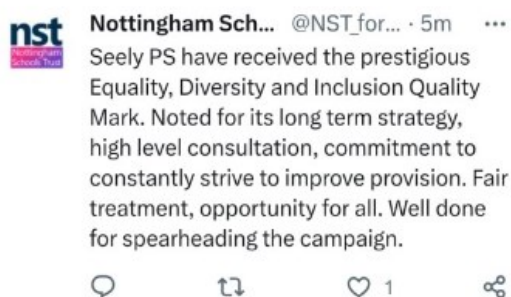 nst
Nottingham
Schools Trust
Nottingham Sch... @NST_for... · 5m ...
Seely PS have received the prestigious
Equality, Diversity and Inclusion Quality
Mark. Noted for its long term strategy,
high level consultation, commitment to
constantly strive to improve provision. Fair
treatment, opportunity for all. Well done
for spearheading the campaign.
1